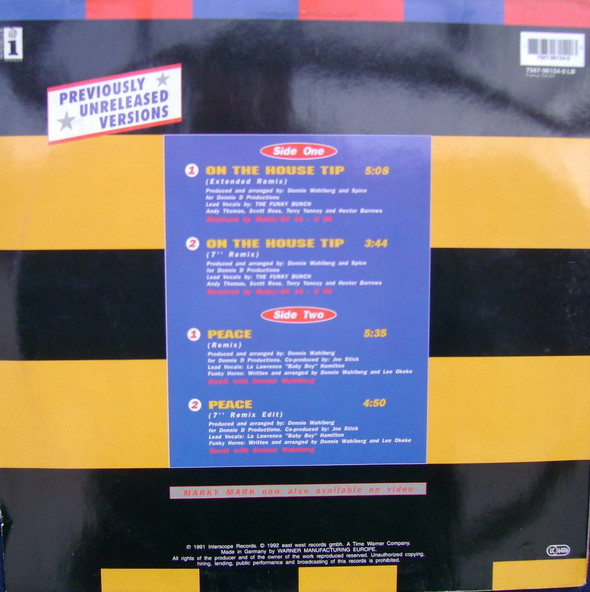 i
7567-96154-0 LB
PREVIOUSLY
UNRELEASED
VERSIONS
Side One
1 ON THE HOUSE TIP 5:08
(Extended Remix)
Produced and arranged by: Donnie Wahlberg and Spice
for Donnie D Productions
Lead Vocals by: THE FUNKY BUNCH
Andy Thomas, Scott Ross, Terry Yancey and Hector Barrows
2 ON THE HOUSE TIP 3:44
(7'' Remix)
Produced and arranged by: Donnie Wahlberg and Spice
for Donnie D Productions
Lead Vocals by: THE FUNKY BUNCH
Andy Thomas, Scott Ross, Terry Yancey and Hector Barrows
Side Two
1 PEACE 5:35
(Remix)
Produced and arranged by: Donnie Wahlberg
for Donnie D Productions. Co-produced by: Joe Stick
Lead Vocals: La Lawrence "Baby Boy" Hamilton
Funky Horns: Written and arranged by Donnie Wahlberg and Leo Okeke
2 PEACE 4:50
(7'' Remix Edit)
Produced and arranged by: Donnie Wahlberg
for Donnie D Productions. Co-produced by: Joe Stick
Lead Vocals: La Lawrence "Baby Boy" Hamilton
Funky Horns: Written and arranged by Donnie Wahlberg and Leo Okeke
MARKY MARK now also available on video
℗ 1991 Interscope Records. © 1992 east west records gmbh. A Time Warner Company.
Made in Germany by WARNER MANUFACTURING EUROPE.
All rights of the producer and of the owner of the work reproduced reserved. Unauthorized copying,
hiring, lending, public performance and broadcasting of this records is prohibited.
LC